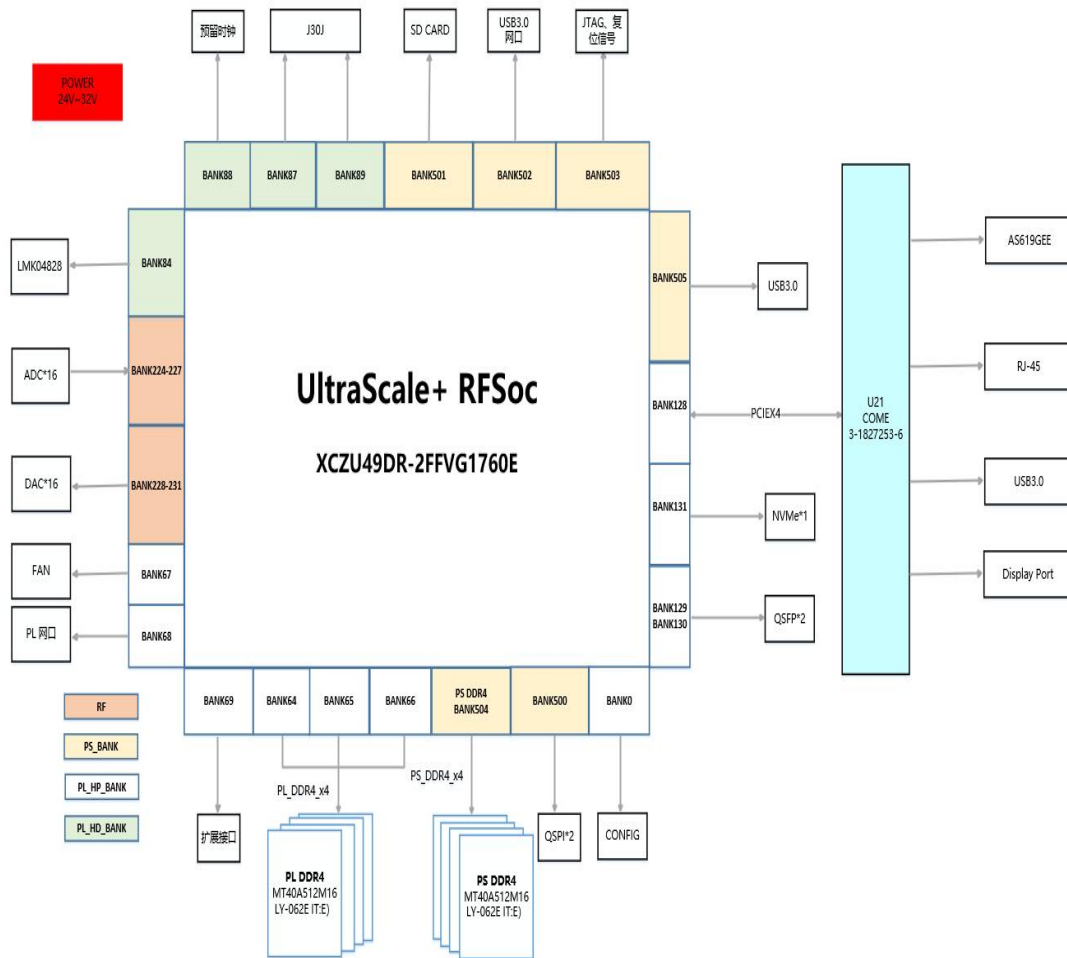 预留时钟
J30J
SD CARD
USB3.0
网口
JTAG、复
位信号
POWER
24V~32V
BANK88
BANK87
BANK89
BANK501
BANK502
BANK503
LMK04828
BANK84
BANK505
USB3.0
AS619GEE
ADC*16
BANK224-227
UltraScale+ RFSoc
XCZU49DR-2FFVG1760E
BANK128
PCIEX4
U21
COME
3-1827253-6
RJ-45
DAC*16
BANK228-231
BANK131
NVMe*1
USB3.0
FAN
BANK67
Display Port
PL 网口
BANK68
BANK129
BANK130
QSFP*2
BANK69
BANK64
BANK65
BANK66
PS DDR4
BANK504
BANK500
BANK0
RF
PS_BANK
PL_HP_BANK
PL_HD_BANK
PL_DDR4_x4
PS_DDR4_x4
扩展接口
PL DDR4
MT40A512M16
LY-062E IT:E)
PS DDR4
MT40A512M16
LY-062E IT:E)
QSPI*2
CONFIG